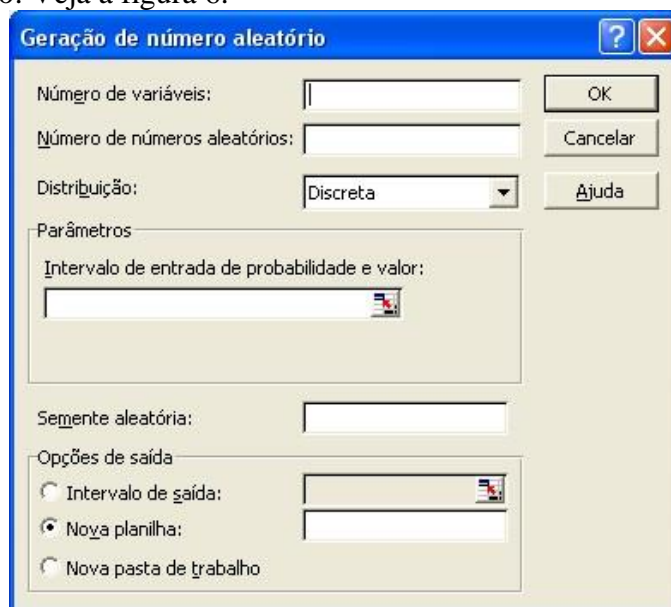 Veja a figura 6.
Geração de número aleatório
Número de variáveis:
OK
Número de números aleatórios:
Cancelar
Distribuição:
Discreta
Ajuda
Parâmetros
Intervalo de entrada de probabilidade e valor:
Semente aleatória:
Opções de saída
Intervalo de saída:
Nova planilha:
Nova pasta de trabalho